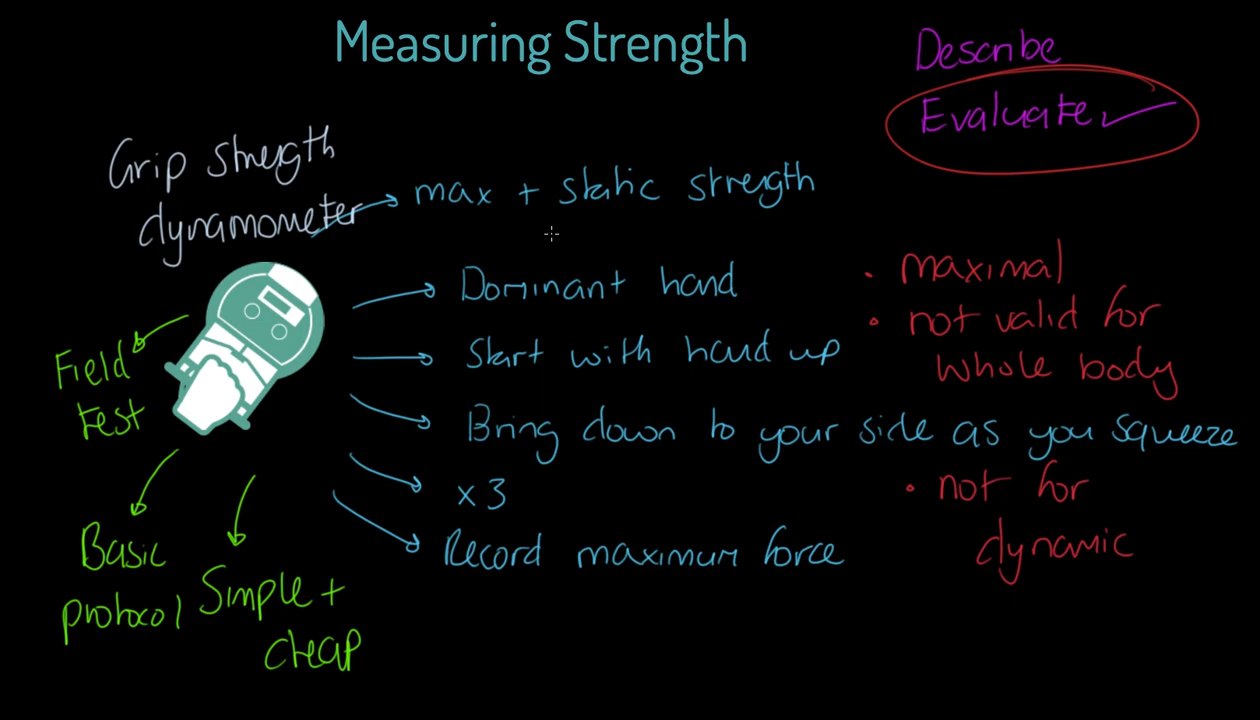 Measuring Strength
Describe
Evaluate
Grip strength
dynamometer
max + static strength
Dominant hand
Start with hand up
Bring down to your side as you squeeze
x 3
Record maximum force
Field
test
Basic
protocol
Simple +
cheap
• maximal
• not valid for
whole body
• not for
dynamic